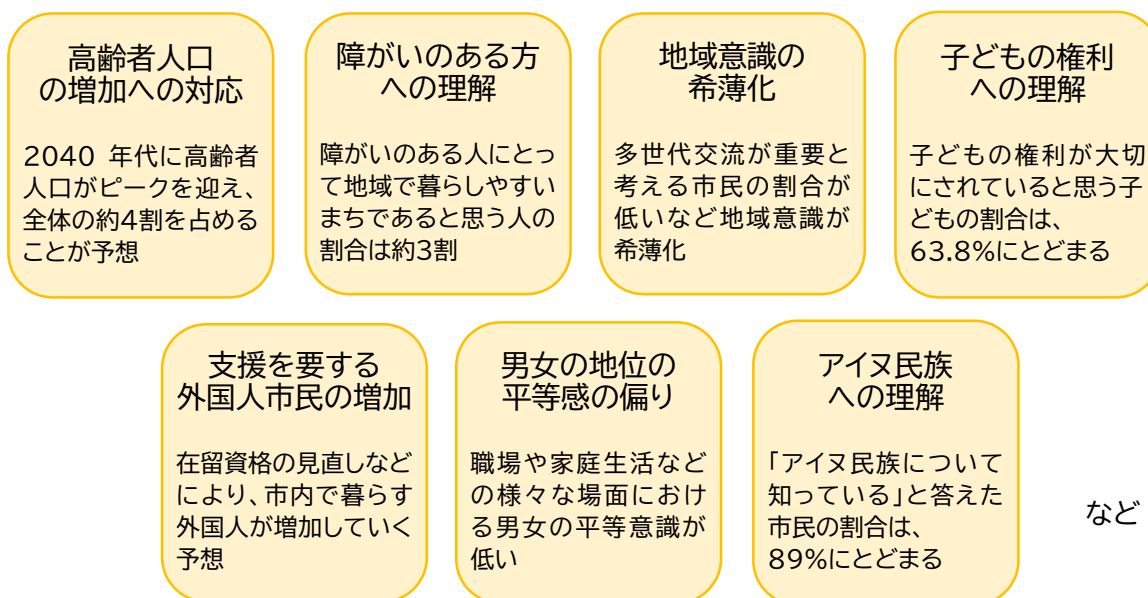 高齢者人口
の増加への対応
2040 年代に高齢者
人口がピークを迎え、
全体の約4割を占める
ことが予想
障がいのある方
への理解
障がいのある人にとっ
て地域で暮らしやすい
まちであると思う人の
割合は約3割
地域意識の
希薄化
多世代交流が重要と
考える市民の割合が
低いなど地域意識が
希薄化
子どもの権利
への理解
子どもの権利が大切
にされていると思う子
どもの割合は、
63.8%にとどまる
支援を要する
外国人市民の増加
在留資格の見直しなど
により、市内で暮らす
外国人が増加していく
予想
男女の地位の
平等感の偏り
職場や家庭生活など
の様々な場面におけ
る男女の平等意識が
低い
アイヌ民族
への理解
「アイヌ民族について
知っている」と答えた
市民の割合は、
89%にとどまる
など